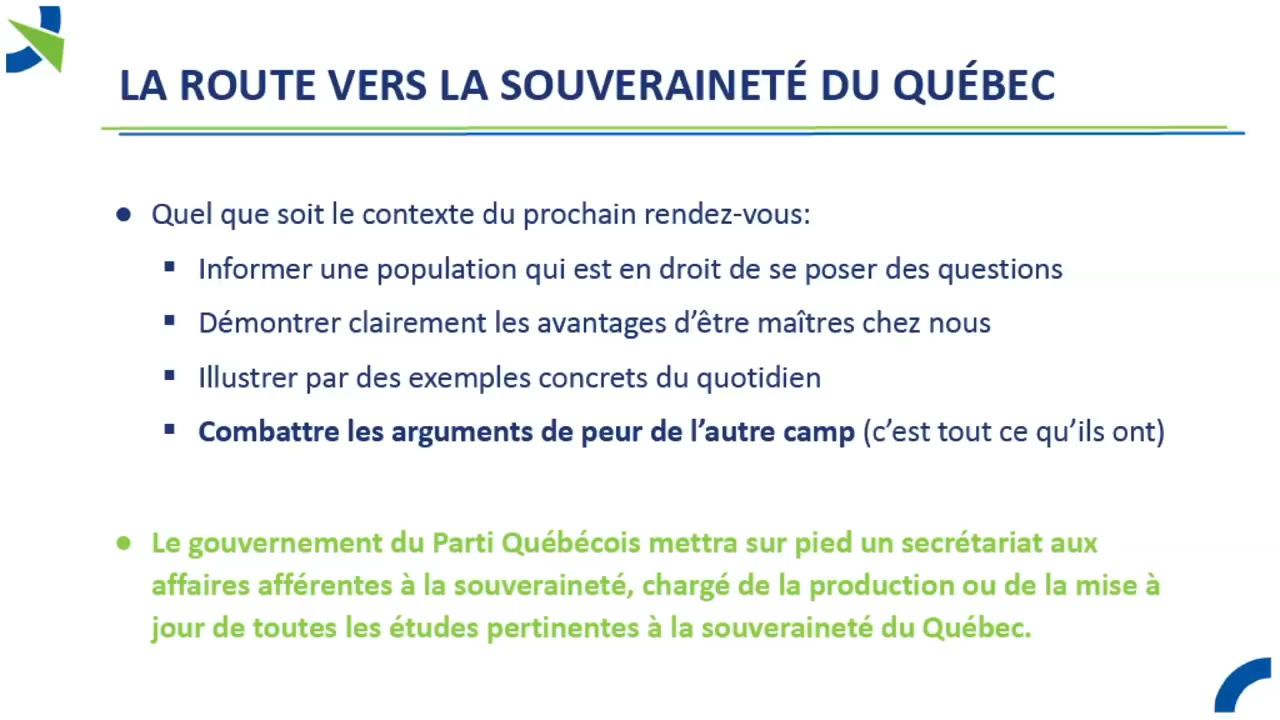 LA ROUTE VERS LA SOUVERAINETÉ DU QUÉBEC
● Quel que soit le contexte du prochain rendez-vous:
▪ Informer une population qui est en droit de se poser des questions
▪ Démontrer clairement les avantages d’être maîtres chez nous
▪ Illustrer par des exemples concrets du quotidien
▪ Combattre les arguments de peur de l’autre camp (c’est tout ce qu’ils ont)
● Le gouvernement du Parti Québécois mettra sur pied un secrétariat aux
affaires afférentes à la souveraineté, chargé de la production ou de la mise à
jour de toutes les études pertinentes à la souveraineté du Québec.